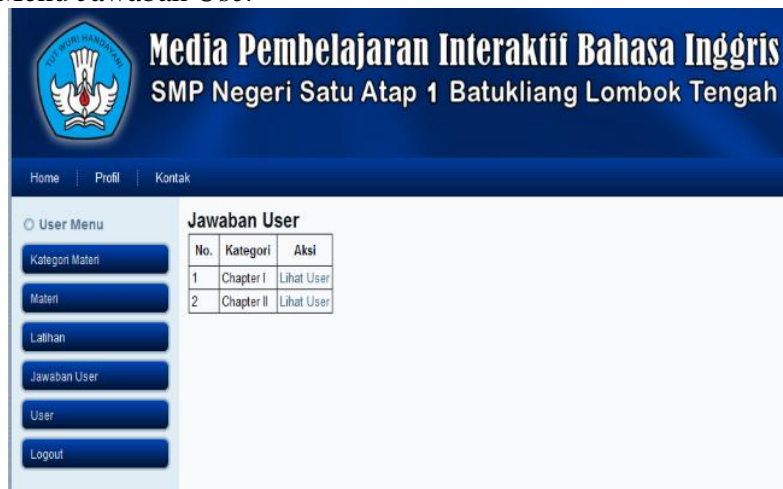 Menu Jawaban User
TUT WURI HANDAYANI
Media Pembelajaran Interaktif Bahasa Inggris
SMP Negeri Satu Atap 1 Batukliang Lombok Tengah
Home Profil Kontak
User Menu
Kategori Materi
Materi
Latihan
Jawaban User
User
Logout
Jawaban User
No. Kategori Aksi
1 Chapter I Lihat User
2 Chapter II Lihat User